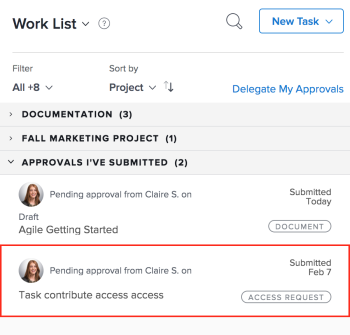 Work List
?
New Task
Filter
Sort by
All +8
Project
Delegate My Approvals
DOCUMENTATION (3)
FALL MARKETING PROJECT (1)
APPROVALS I'VE SUBMITTED (2)
Pending approval from Claire S. on
Submitted
Today
Draft
Agile Getting Started
DOCUMENT
Pending approval from Claire S. on
Submitted
Feb 7
Task contribute access access
ACCESS REQUEST